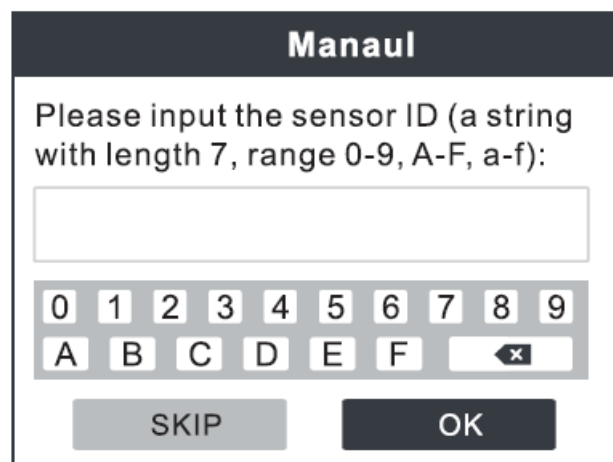 Manaul
Please input the sensor ID (a string
with length 7, range 0-9, A-F, a-f):
0 1 2 3 4 5 6 7 8 9
A B C D E F
SKIP OK